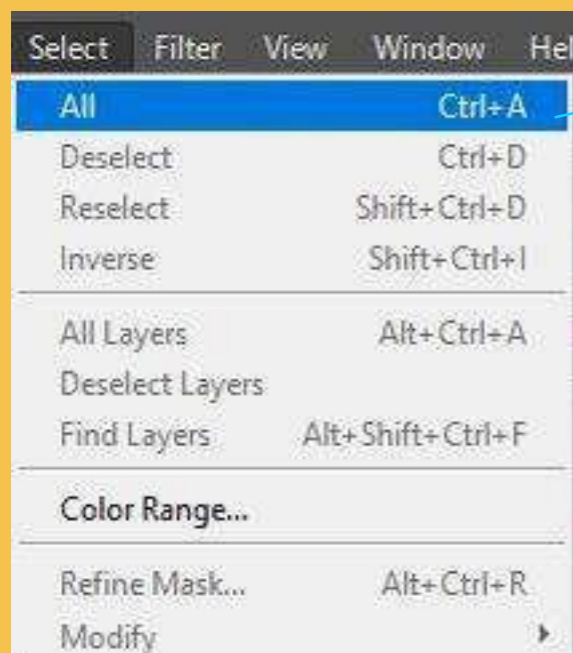 Select Filter View Window Hel
All Ctrl+A
Deselect Ctrl+D
Reselect Shift+Ctrl+D
Inverse Shift+Ctrl+I
All Layers Alt+Ctrl+A
Deselect Layers
Find Layers Alt+Shift+Ctrl+F
Color Range...
Refine Mask... Alt+Ctrl+R
Modify